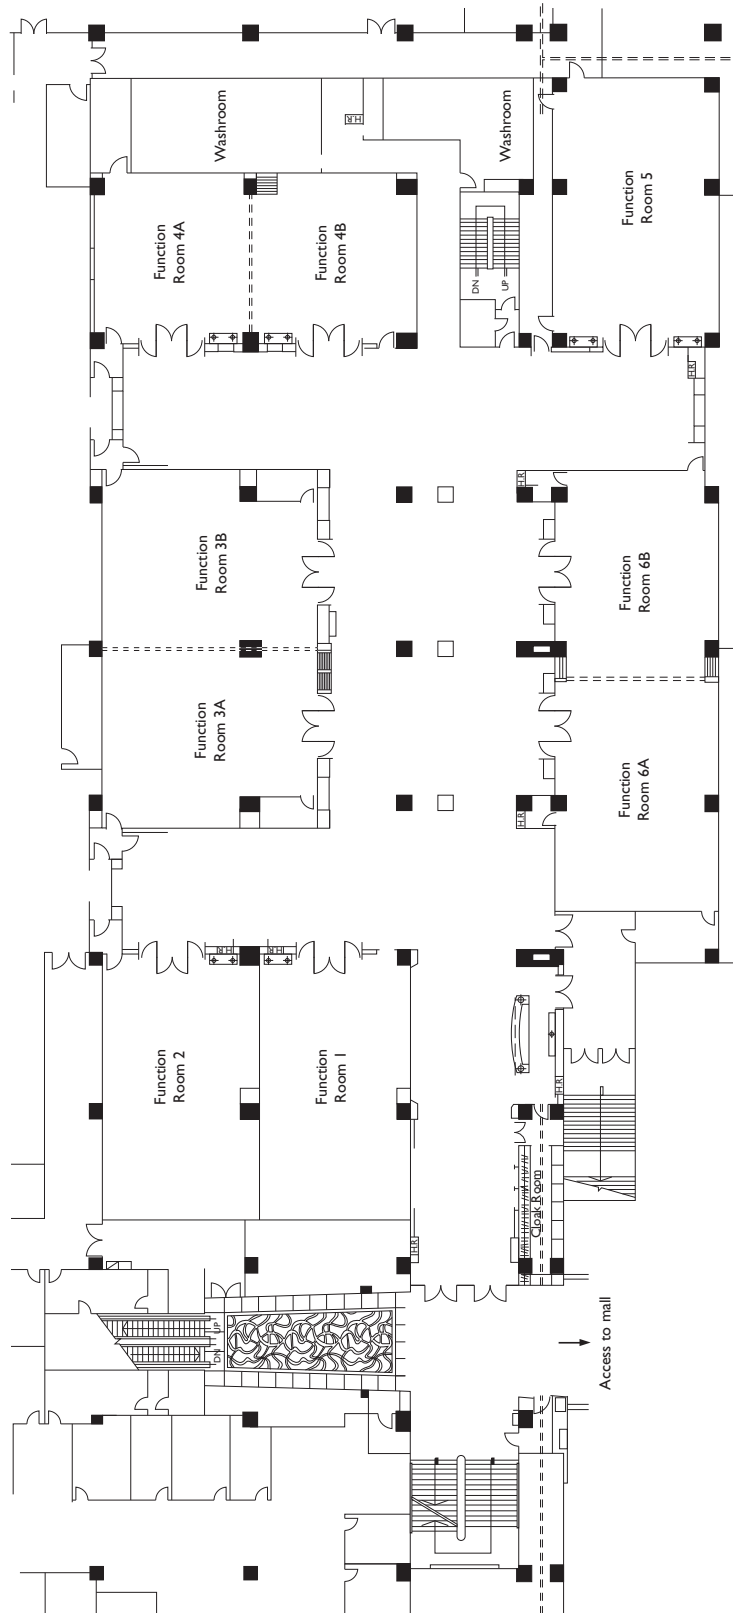 Washroom
H.R
Washroom
Function
Room 4A
Function
Room 4B
DN
UP
Function
Room 5
H.R
Function
Room 3B
H.R
Function
Room 6B
Function
Room 3A
Function
Room 6A
H.R
H.R
H.R
Function
Room 2
Function
Room 1
H.R
Cloak Room
H.R
UP
DN
Access to mall